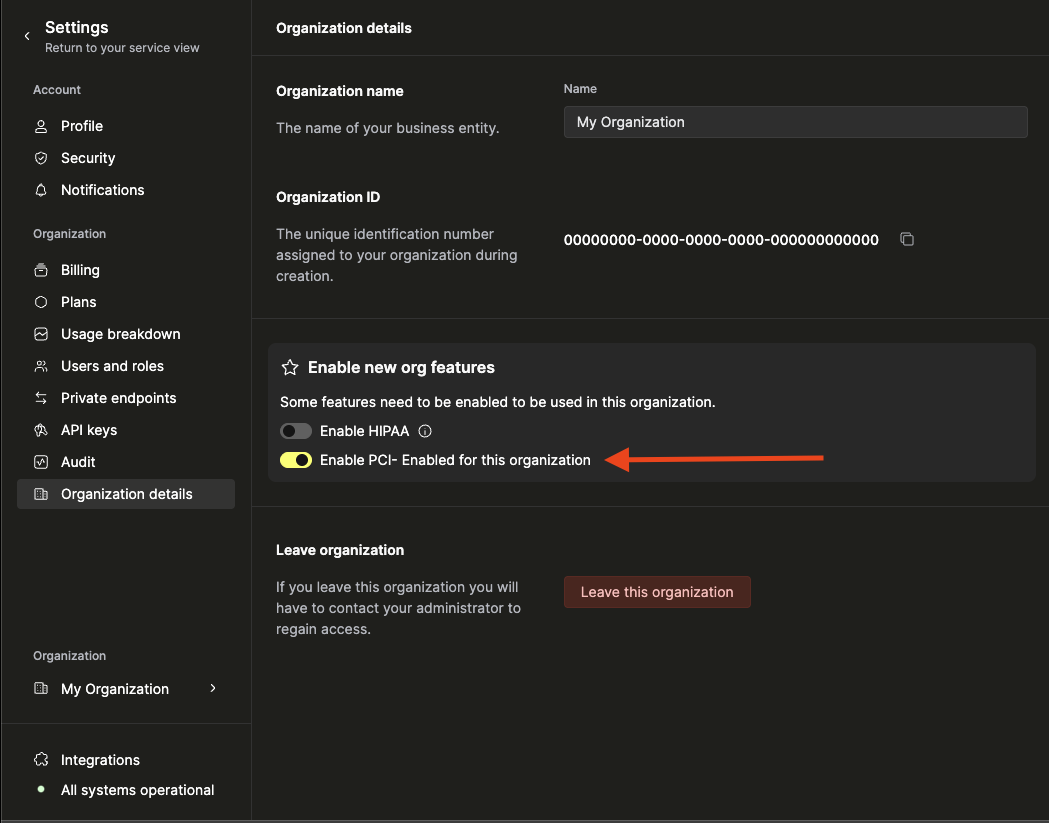 Settings
Return to your service view
Account
Profile
Security
Notifications
Organization
Billing
Plans
Usage breakdown
Users and roles
Private endpoints
API keys
Audit
Organization details
Organization
My Organization
Integrations
All systems operational
Organization details
Organization name
The name of your business entity.
Name
My Organization
Organization ID
The unique identification number
assigned to your organization during
creation.
00000000-0000-0000-0000-000000000000
Enable new org features
Some features need to be enabled to be used in this organization.
Enable HIPAA
Enable PCI- Enabled for this organization
Leave organization
If you leave this organization you will
have to contact your administrator to
regain access.
Leave this organization